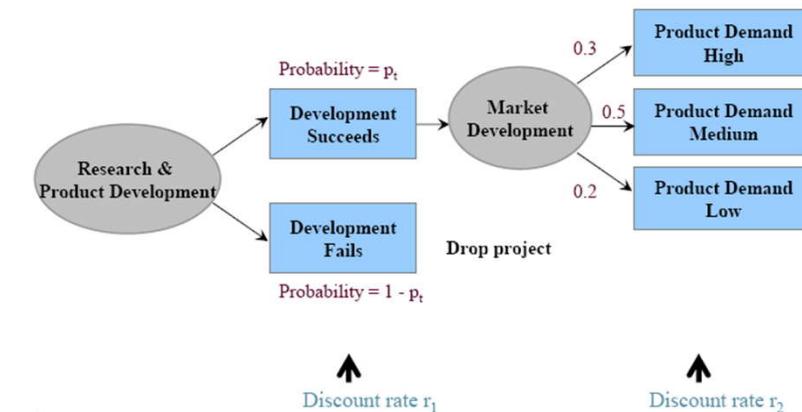 Research &
Product Development
Probability = pₜ
Development
Succeeds
Development
Fails
Probability = 1 - pₜ
Drop project
Market
Development
0.3
0.5
0.2
Product Demand
High
Product Demand
Medium
Product Demand
Low
Discount rate r₁
Discount rate r₂